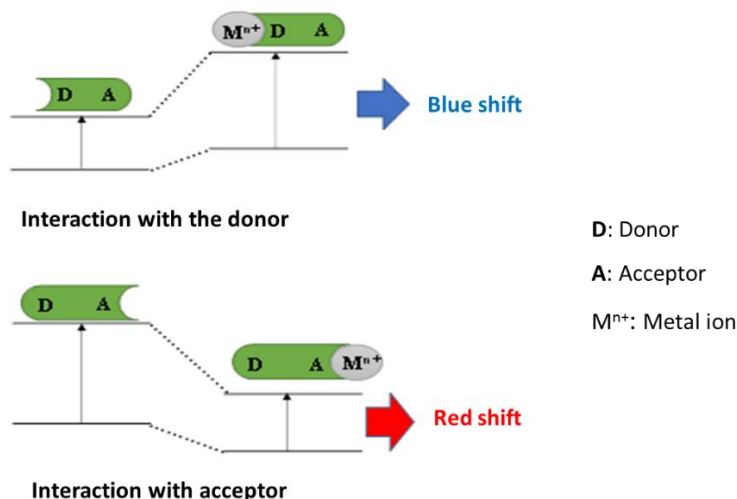 Mⁿ⁺ D A
D A
Blue shift
Interaction with the donor
D: Donor
A: Acceptor
Mⁿ⁺: Metal ion
D A
D A Mⁿ⁺
Red shift
Interaction with acceptor